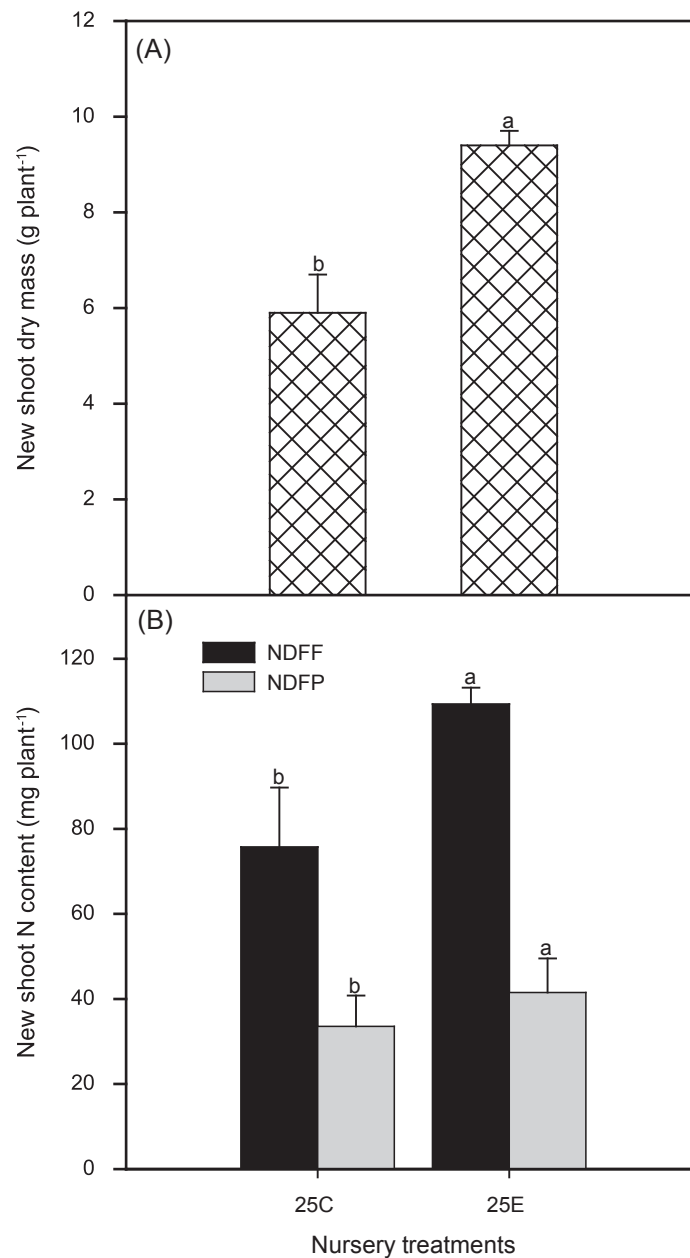 (A)
New shoot dry mass (g plant⁻¹)
12
10
8
6
4
2
0
b
a
(B)
New shoot N content (mg plant⁻¹)
120
100
80
60
40
20
0
NDFF
NDFP
b
b
a
a
25C
25E
Nursery treatments